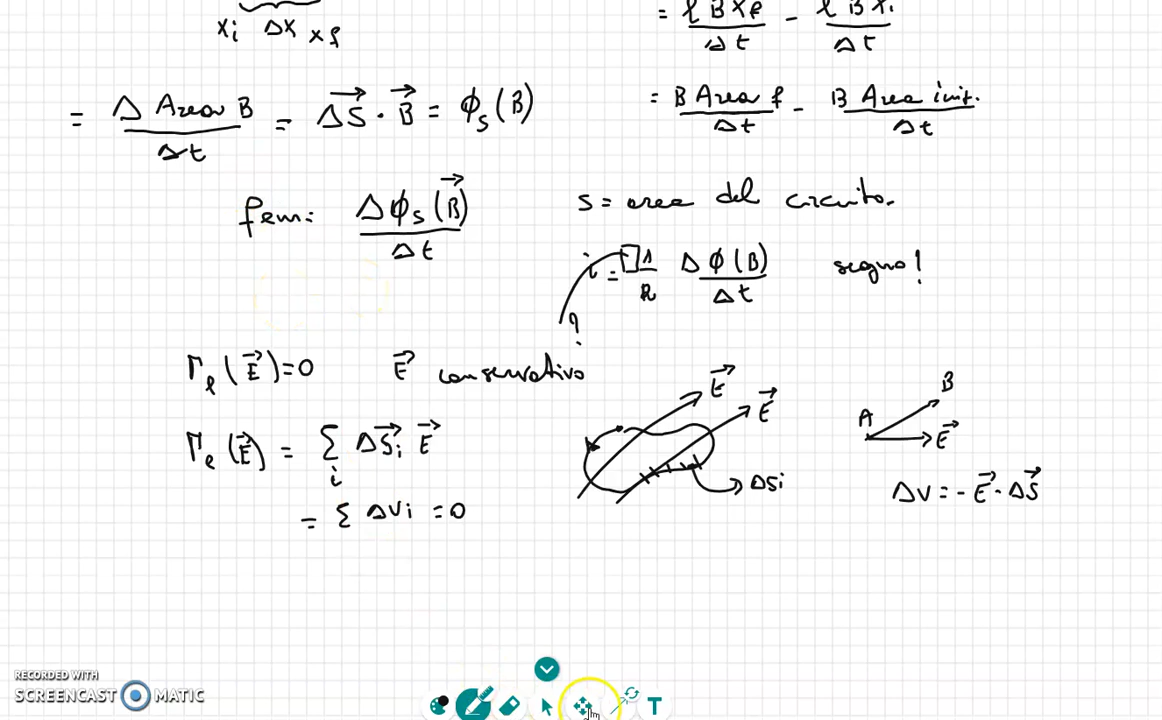 xi Δx xf
= ℓ B xf / Δt - ℓ B xi / Δt
= Δ Area B / Δt = ΔS⃗ · B⃗ = ϕs(B)
= B Area f / Δt - B Area init. / Δt
fem: Δϕs(B⃗) / Δt
S = area del circuito.
i = □ 1/R Δϕ(B) / Δt segno!
?
Γℓ(E⃗)=0 E⃗ conservativo
Γℓ(E⃗) = Σi ΔS⃗i E⃗
= Σ ΔVi = 0
E⃗
E⃗
ΔSi
A B
E⃗
ΔV = - E⃗ · ΔS⃗
RECORDED WITH
SCREENCAST MATIC
T